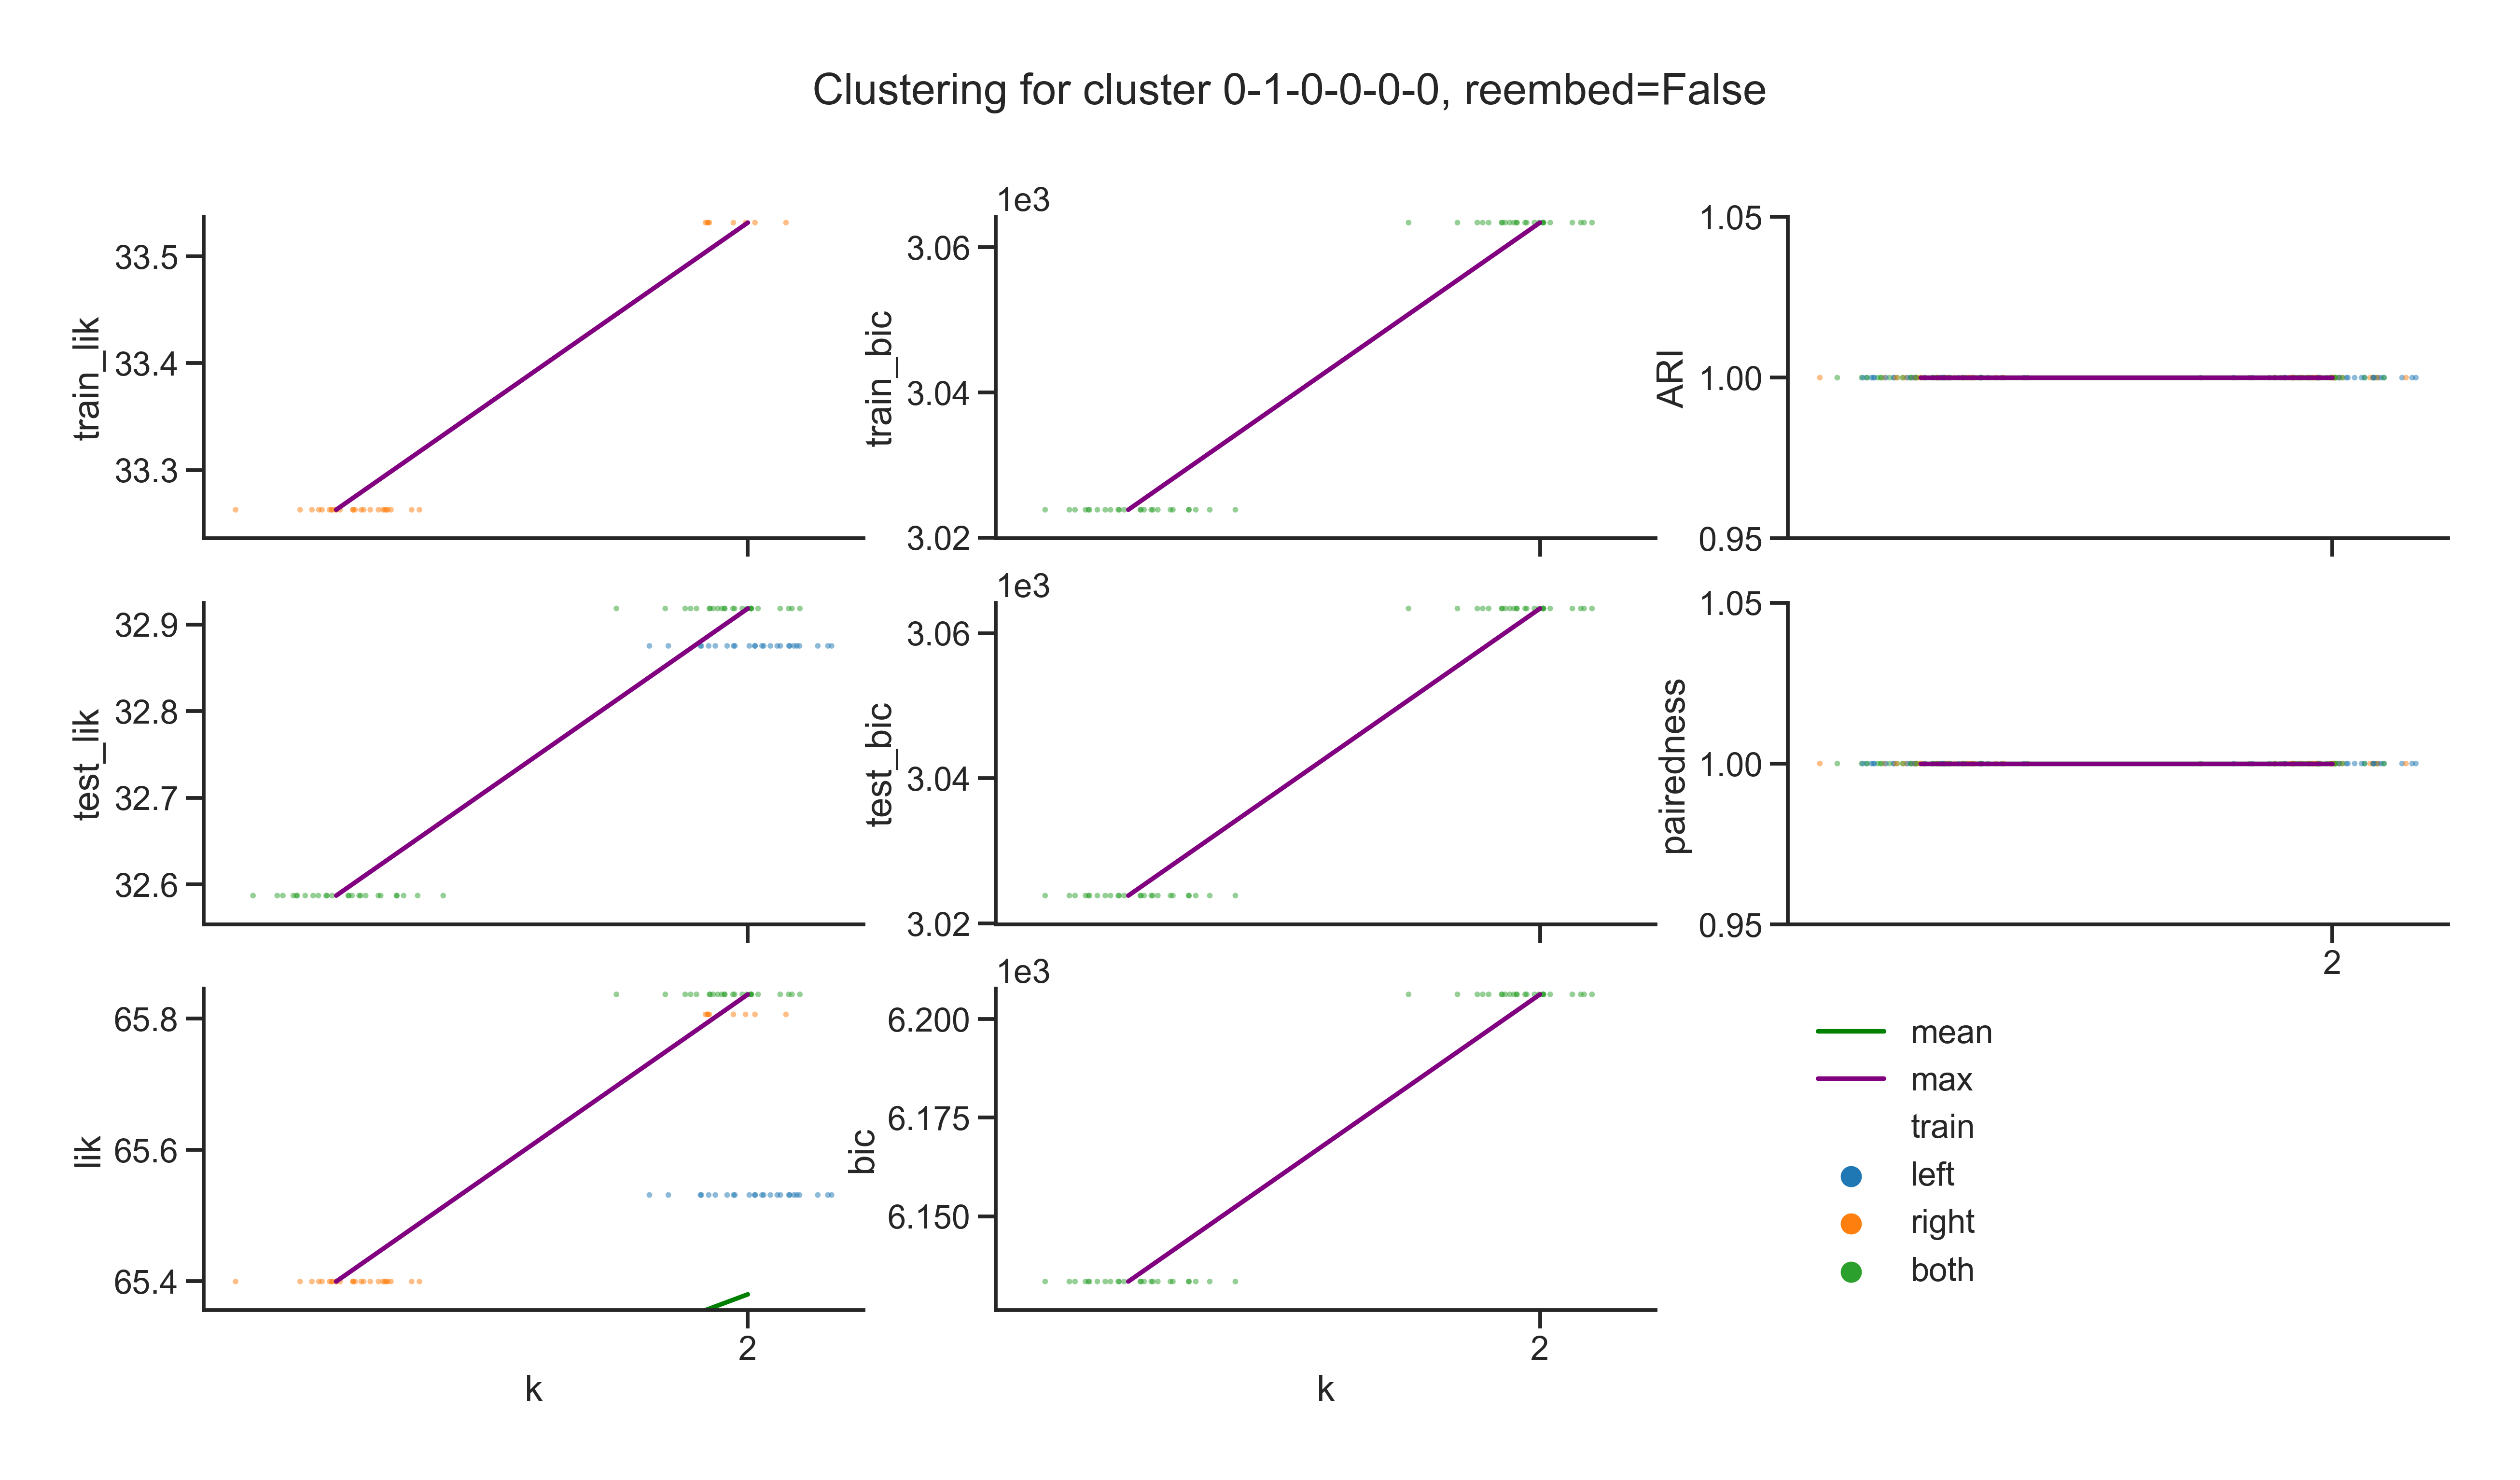 Clustering for cluster 0-1-0-0-0-0, reembed=False
train_lik
33.5
33.4
33.3
1e3
train_bic
3.06
3.04
3.02
ARI
1.05
1.00
0.95
test_lik
32.9
32.8
32.7
32.6
1e3
test_bic
3.06
3.04
3.02
pairedness
1.05
1.00
0.95
2
lik
65.8
65.6
65.4
2
k
1e3
bic
6.200
6.175
6.150
2
k
mean
max
train
left
right
both